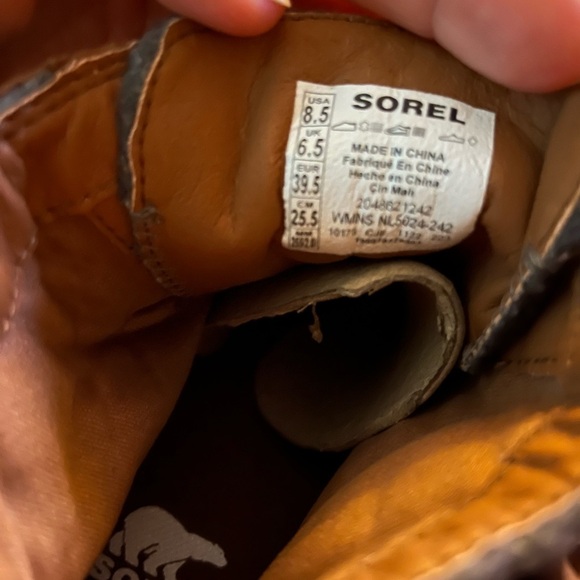 USA
8.5
UK
6.5
EUR
39.5
CM
25.5
SOREL
MADE IN CHINA
Fabriqué En Chine
Hecho en China
Çin Malı
2048621242
WMNS NL5024-242
SO